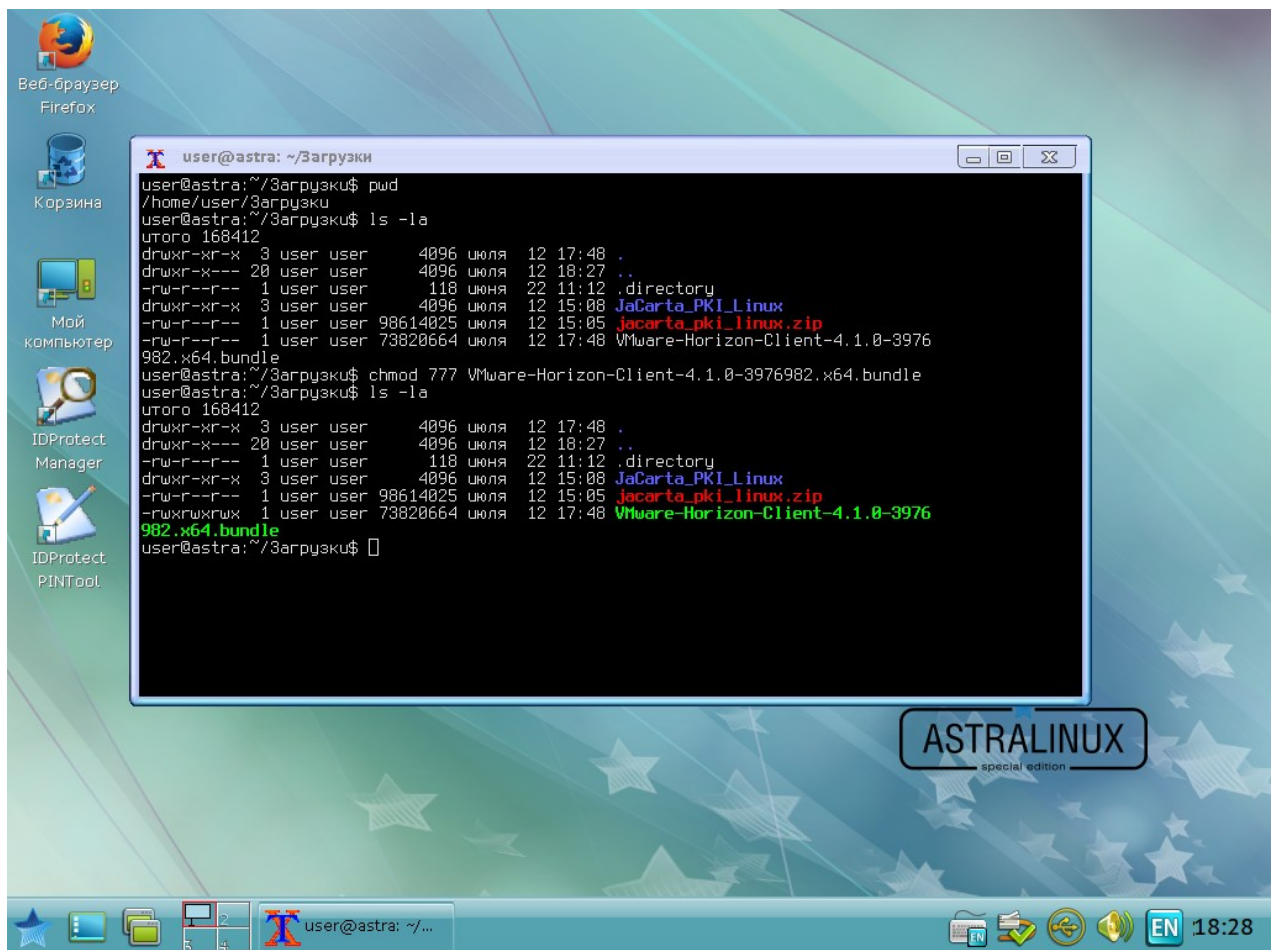 Веб-браузер
Firefox
Корзина
Мой
компьютер
IDProtect
Manager
IDProtect
PINTool
user@astra: ~/Загрузки
user@astra:~/Загрузки$ pwd
/home/user/Загрузки
user@astra:~/Загрузки$ ls -la
итого 168412
drwxr-xr-x 3 user user 4096 июля 12 17:48 .
drwxr-x--- 20 user user 4096 июля 12 18:27 ..
-rw-r--r-- 1 user user 118 июня 22 11:12 .directory
drwxr-xr-x 3 user user 4096 июля 12 15:08 JaCarta_PKI_Linux
-rw-r--r-- 1 user user 98614025 июля 12 15:05 jacarta_pki_linux.zip
-rw-r--r-- 1 user user 73820664 июля 12 17:48 VMware-Horizon-Client-4.1.0-3976
982.x64.bundle
user@astra:~/Загрузки$ chmod 777 VMware-Horizon-Client-4.1.0-3976982.x64.bundle
user@astra:~/Загрузки$ ls -la
итого 168412
drwxr-xr-x 3 user user 4096 июля 12 17:48 .
drwxr-x--- 20 user user 4096 июля 12 18:27 ..
-rw-r--r-- 1 user user 118 июня 22 11:12 .directory
drwxr-xr-x 3 user user 4096 июля 12 15:08 JaCarta_PKI_Linux
-rw-r--r-- 1 user user 98614025 июля 12 15:05 jacarta_pki_linux.zip
-rwxrwxrwx 1 user user 73820664 июля 12 17:48 VMware-Horizon-Client-4.1.0-3976
982.x64.bundle
user@astra:~/Загрузки$
ASTRALINUX
special edition
2
3 4
user@astra: ~/...
EN
EN
18:28